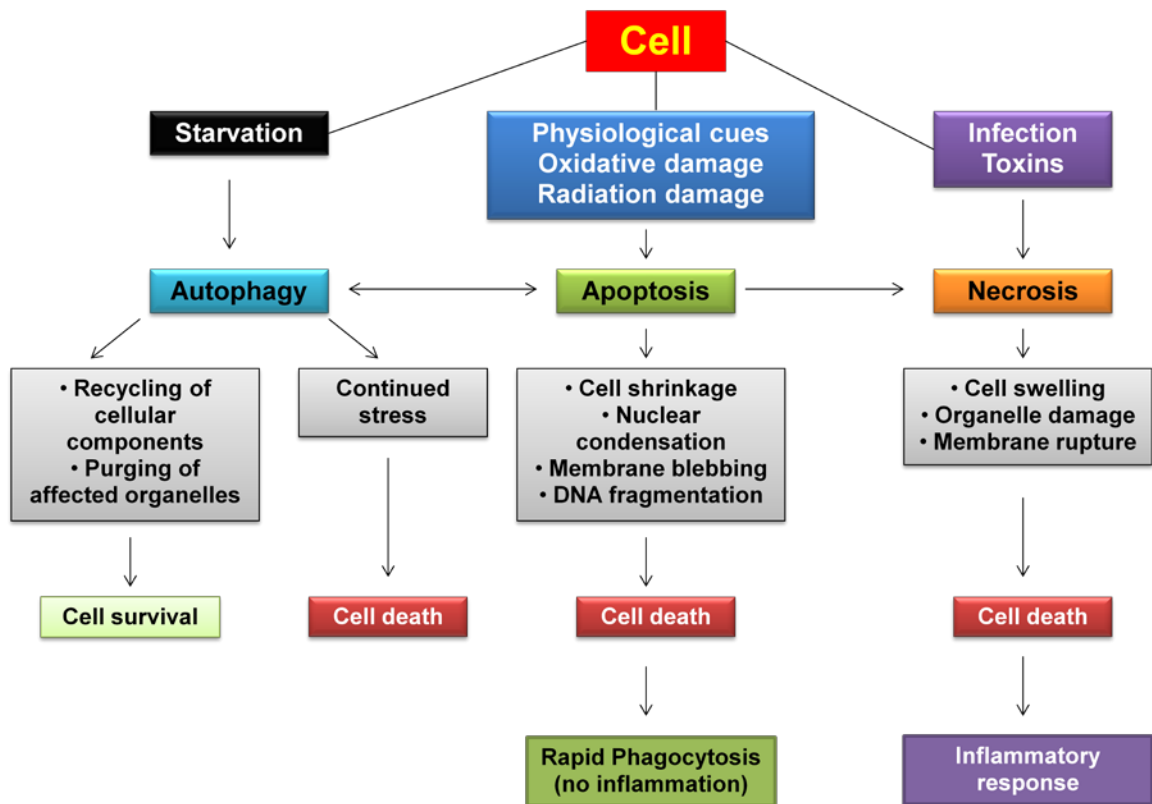 Cell
Starvation
Physiological cues
Oxidative damage
Radiation damage
Infection
Toxins
Autophagy
Apoptosis
Necrosis
• Recycling of
cellular
components
• Purging of
affected organelles
Continued
stress
• Cell shrinkage
• Nuclear
condensation
• Membrane blebbing
• DNA fragmentation
• Cell swelling
• Organelle damage
• Membrane rupture
Cell survival
Cell death
Cell death
Cell death
Rapid Phagocytosis
(no inflammation)
Inflammatory
response